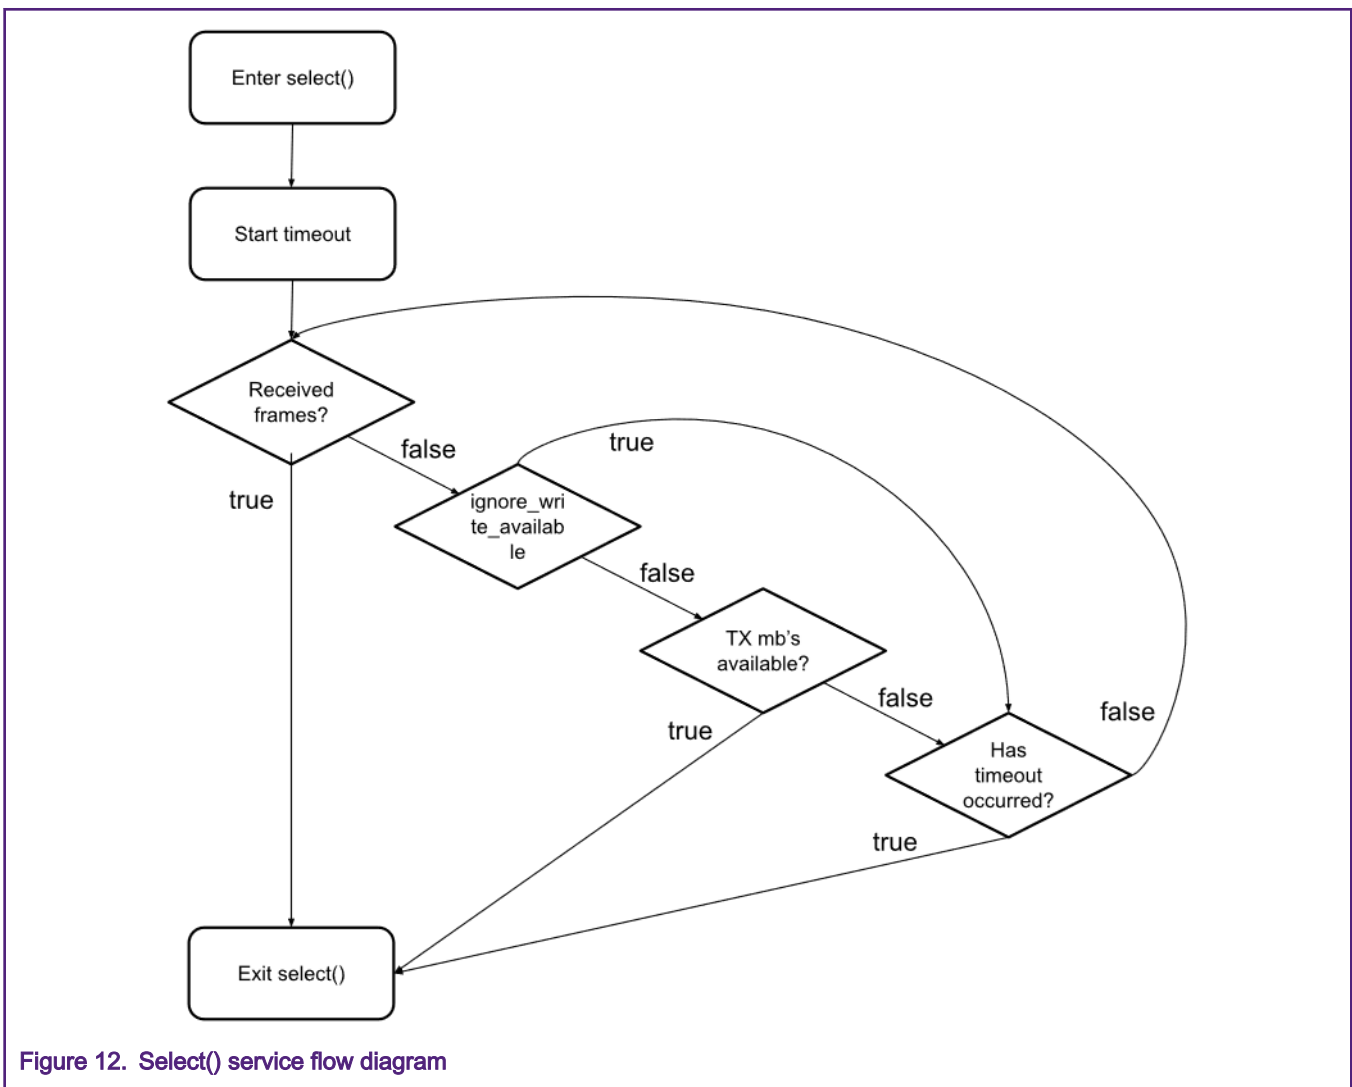 Enter select()
Start timeout
Received
frames?
false
true
true
ignore_wri
te_availab
le
false
TX mb's
available?
false
true
false
Has
timeout
occurred?
true
Exit select()
Figure 12. Select() service flow diagram